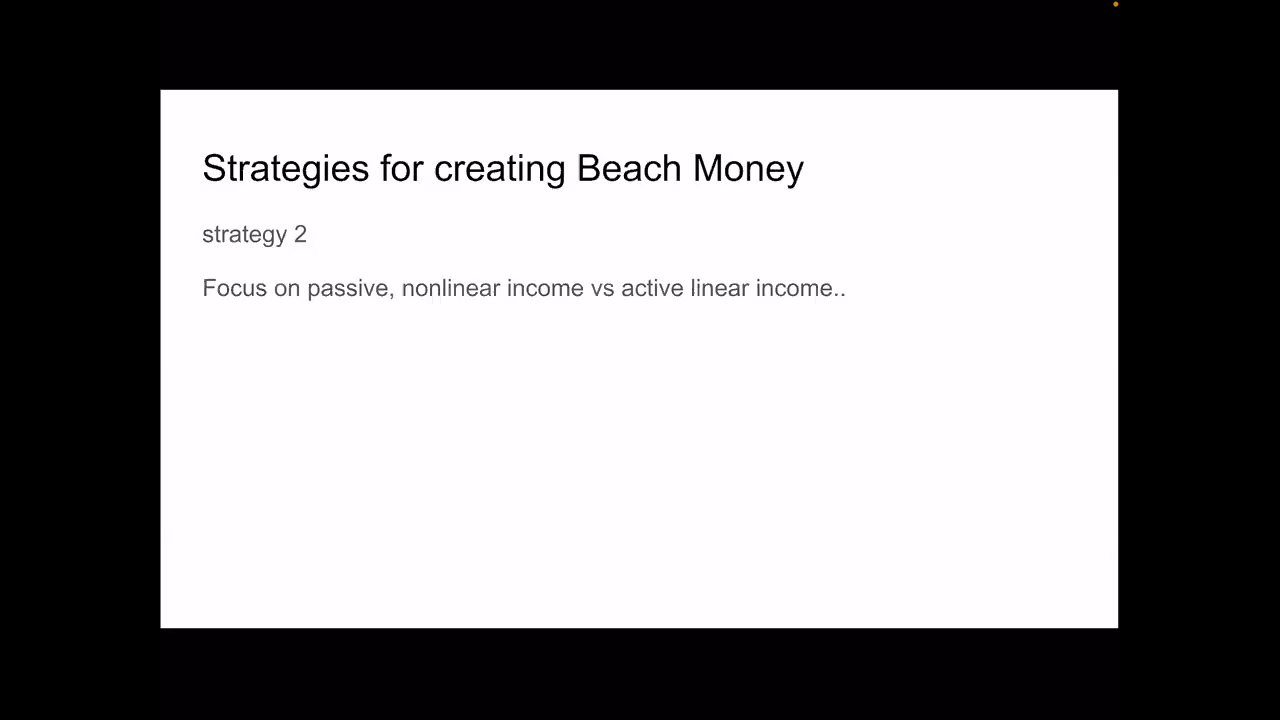 Strategies for creating Beach Money
strategy 2
Focus on passive, nonlinear income vs active linear income..